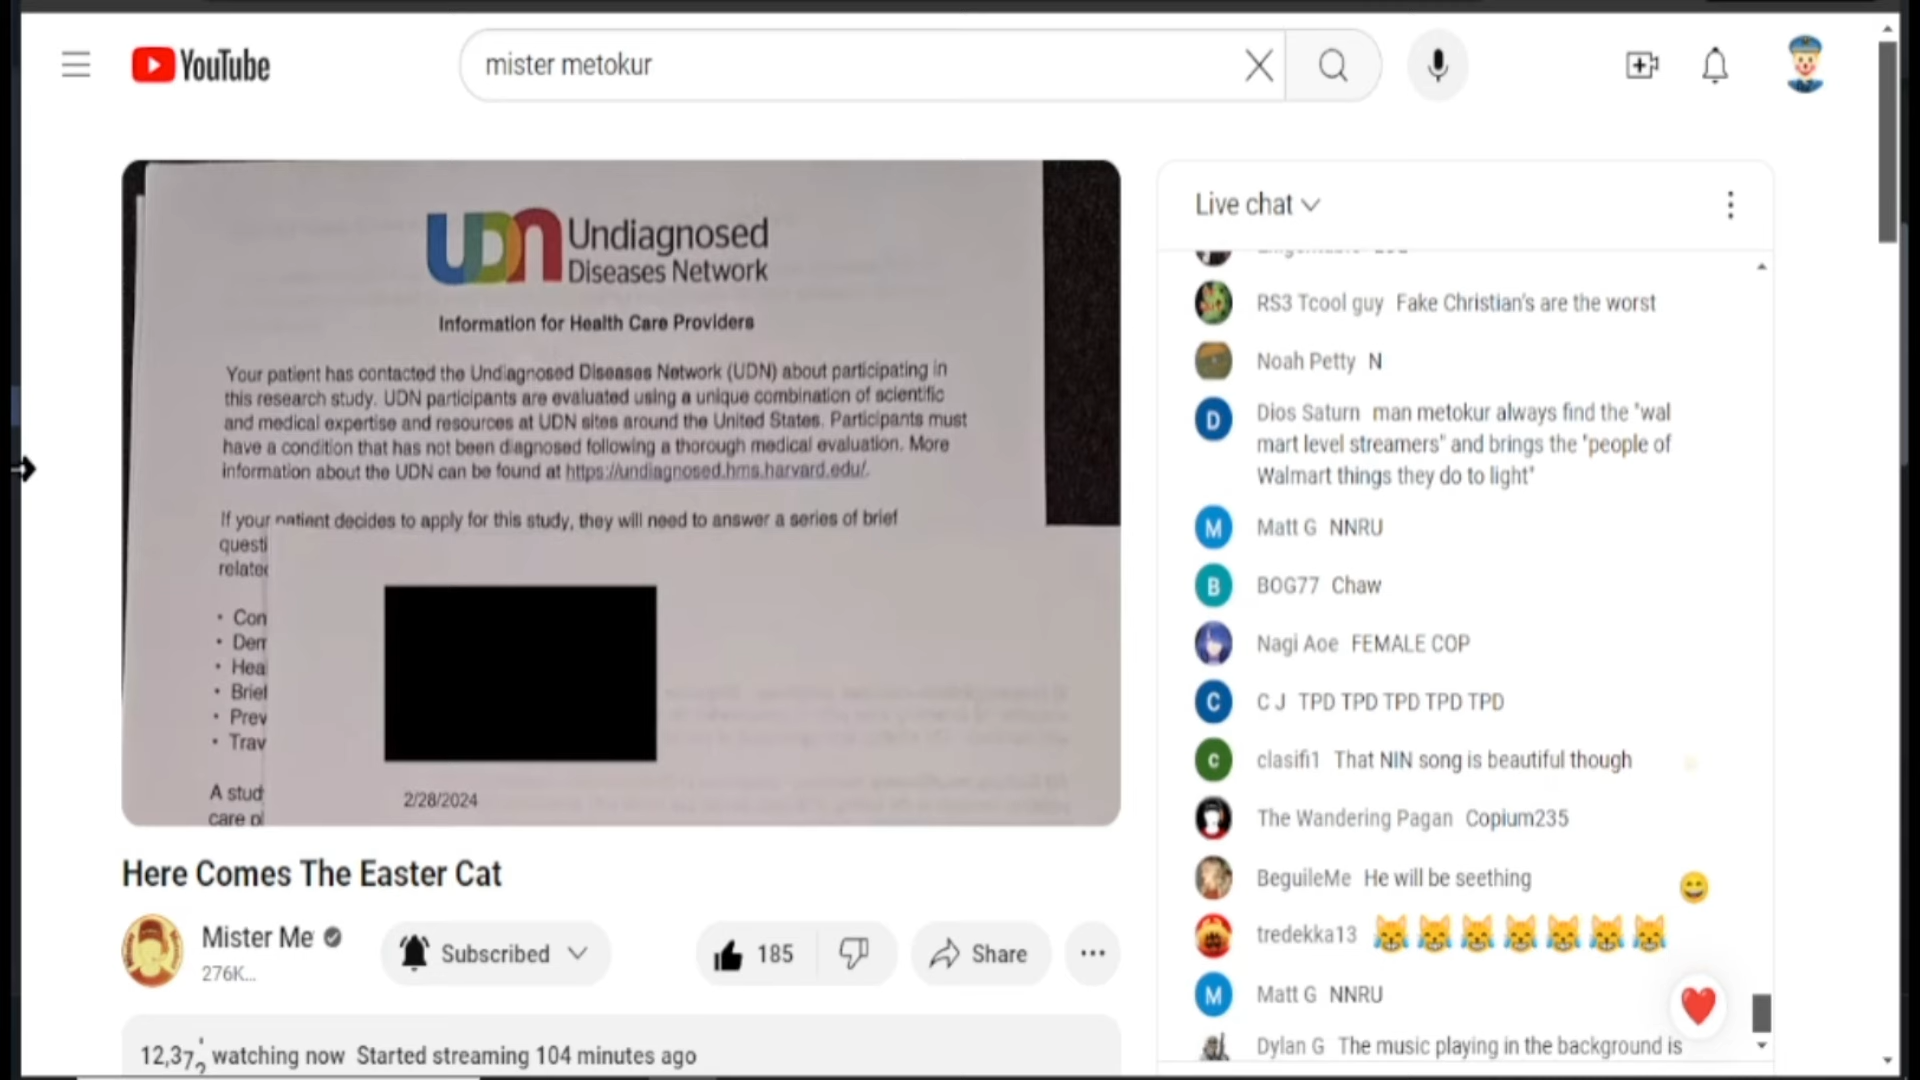 YouTube
mister metokur
UDN Undiagnosed
Diseases Network
Information for Health Care Providers
Your patient has contacted the Undiagnosed Diseases Network (UDN) about participating in
this research study. UDN participants are evaluated using a unique combination of scientific
and medical expertise and resources at UDN sites around the United States. Participants must
have a condition that has not been diagnosed following a thorough medical evaluation. More
information about the UDN can be found at https://undiagnosed.hms.harvard.edu/.
If your patient decides to apply for this study, they will need to answer a series of brief
questi
related
• Con
• Dem
• Hea
• Brief
• Prev
• Trav
A stud
care pl
2/28/2024
Here Comes The Easter Cat
Mister Me
276K...
Subscribed
185
Share
watching now Started streaming 104 minutes ago
Live chat
RS3 Tcool guy Fake Christian's are the worst
Noah Petty N
D Dios Saturn man metokur always find the "wal
mart level streamers" and brings the "people of
Walmart things they do to light"
M Matt G NNRU
B BOG77 Chaw
Nagi Aoe FEMALE COP
C C J TPD TPD TPD TPD TPD
c clasifi1 That NIN song is beautiful though
The Wandering Pagan Copium235
BeguileMe He will be seething
tredekka13 😹😹😹😹😹😹😹
M Matt G NNRU
Dylan G The music playing in the background is